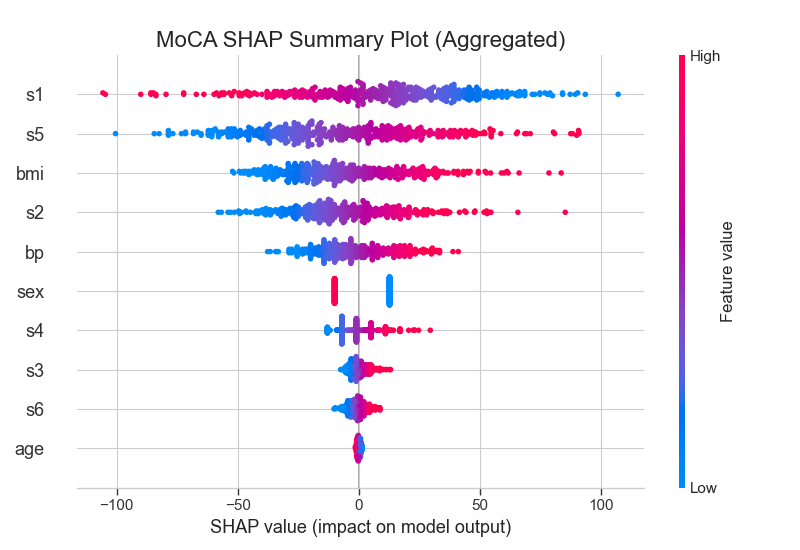 MoCA SHAP Summary Plot (Aggregated)
High
s1
s5
bmi
s2
bp
sex
s4
s3
s6
age
Feature value
Low
−100
−50
0
50
100
SHAP value (impact on model output)